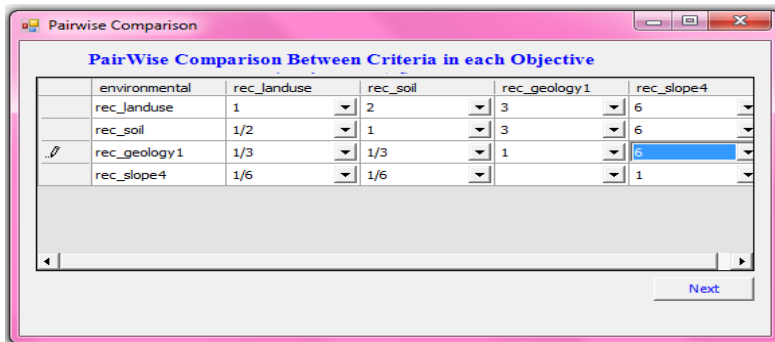 Pairwise Comparison
PairWise Comparison Between Criteria in each Objective
environmental rec_landuse rec_soil rec_geology1 rec_slope4
rec_landuse 1 2 3 6
rec_soil 1/2 1 3 6
rec_geology1 1/3 1/3 1 6
rec_slope4 1/6 1/6 1
Next